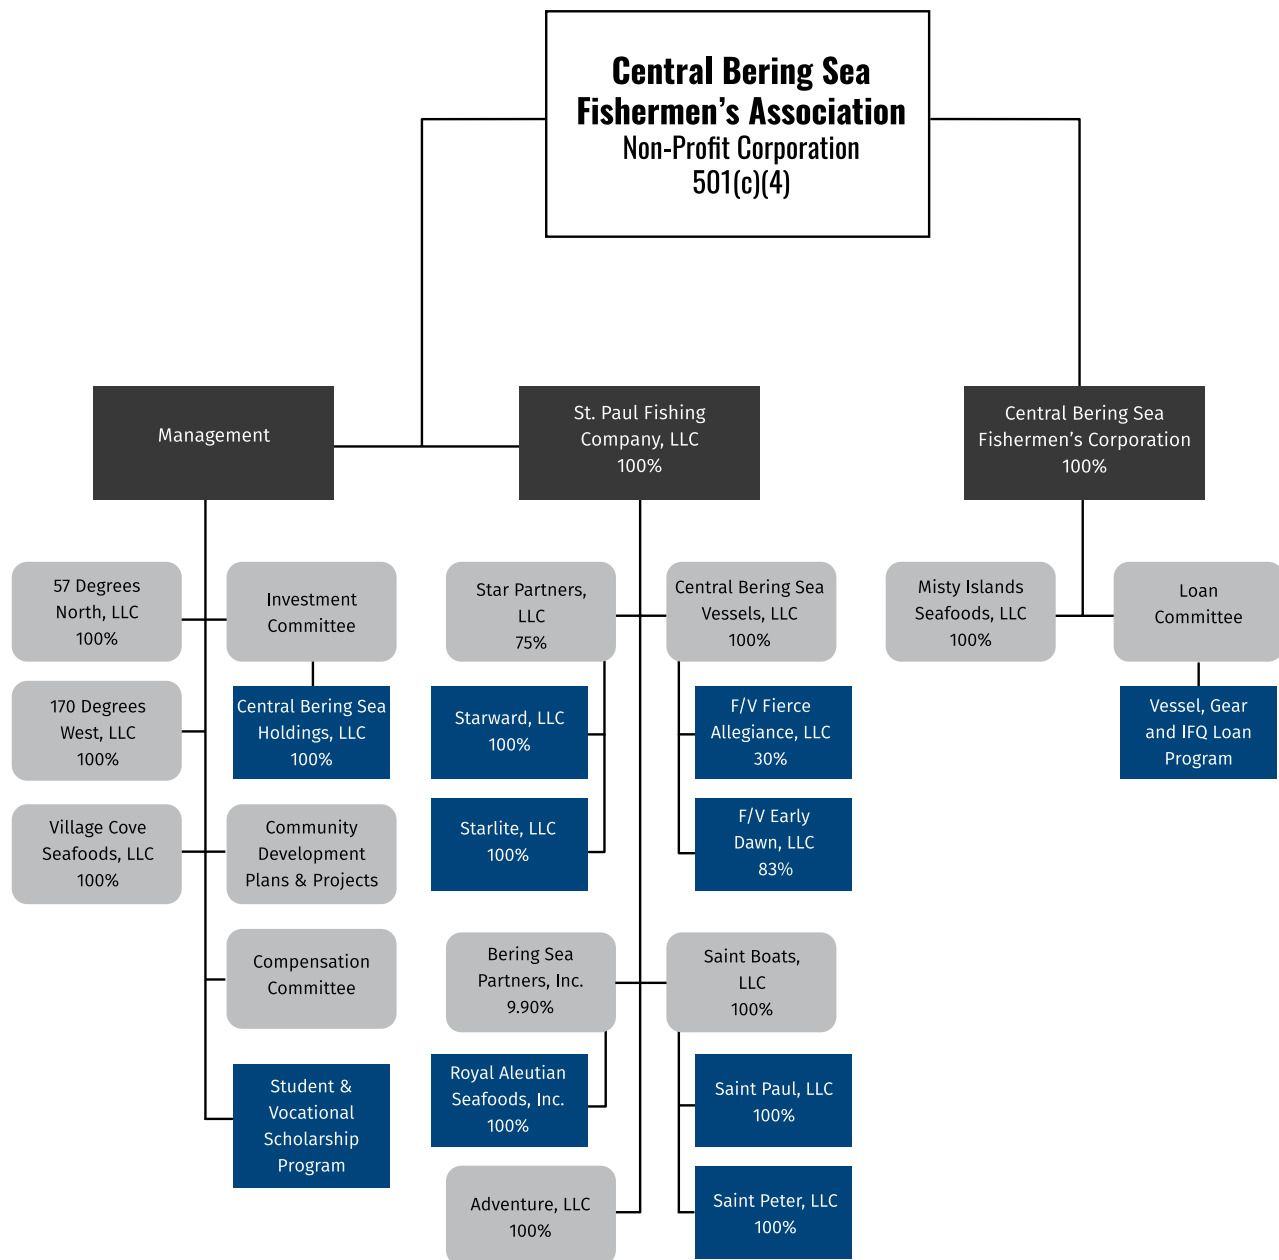 Central Bering Sea
Fishermen’s Association
Non-Profit Corporation
501(c)(4)
Management
St. Paul Fishing
Company, LLC
100%
Central Bering Sea
Fishermen’s Corporation
100%
57 Degrees
North, LLC
100%
Investment
Committee
Central Bering Sea
Holdings, LLC
100%
170 Degrees
West, LLC
100%
Village Cove
Seafoods, LLC
100%
Community
Development
Plans & Projects
Compensation
Committee
Student &
Vocational
Scholarship
Program
Star Partners,
LLC
75%
Starward, LLC
100%
Starlite, LLC
100%
Central Bering Sea
Vessels, LLC
100%
F/V Fierce
Allegiance, LLC
30%
F/V Early
Dawn, LLC
83%
Bering Sea
Partners, Inc.
9.90%
Royal Aleutian
Seafoods, Inc.
100%
Saint Boats,
LLC
100%
Saint Paul, LLC
100%
Saint Peter, LLC
100%
Adventure, LLC
100%
Misty Islands
Seafoods, LLC
100%
Loan
Committee
Vessel, Gear
and IFQ Loan
Program